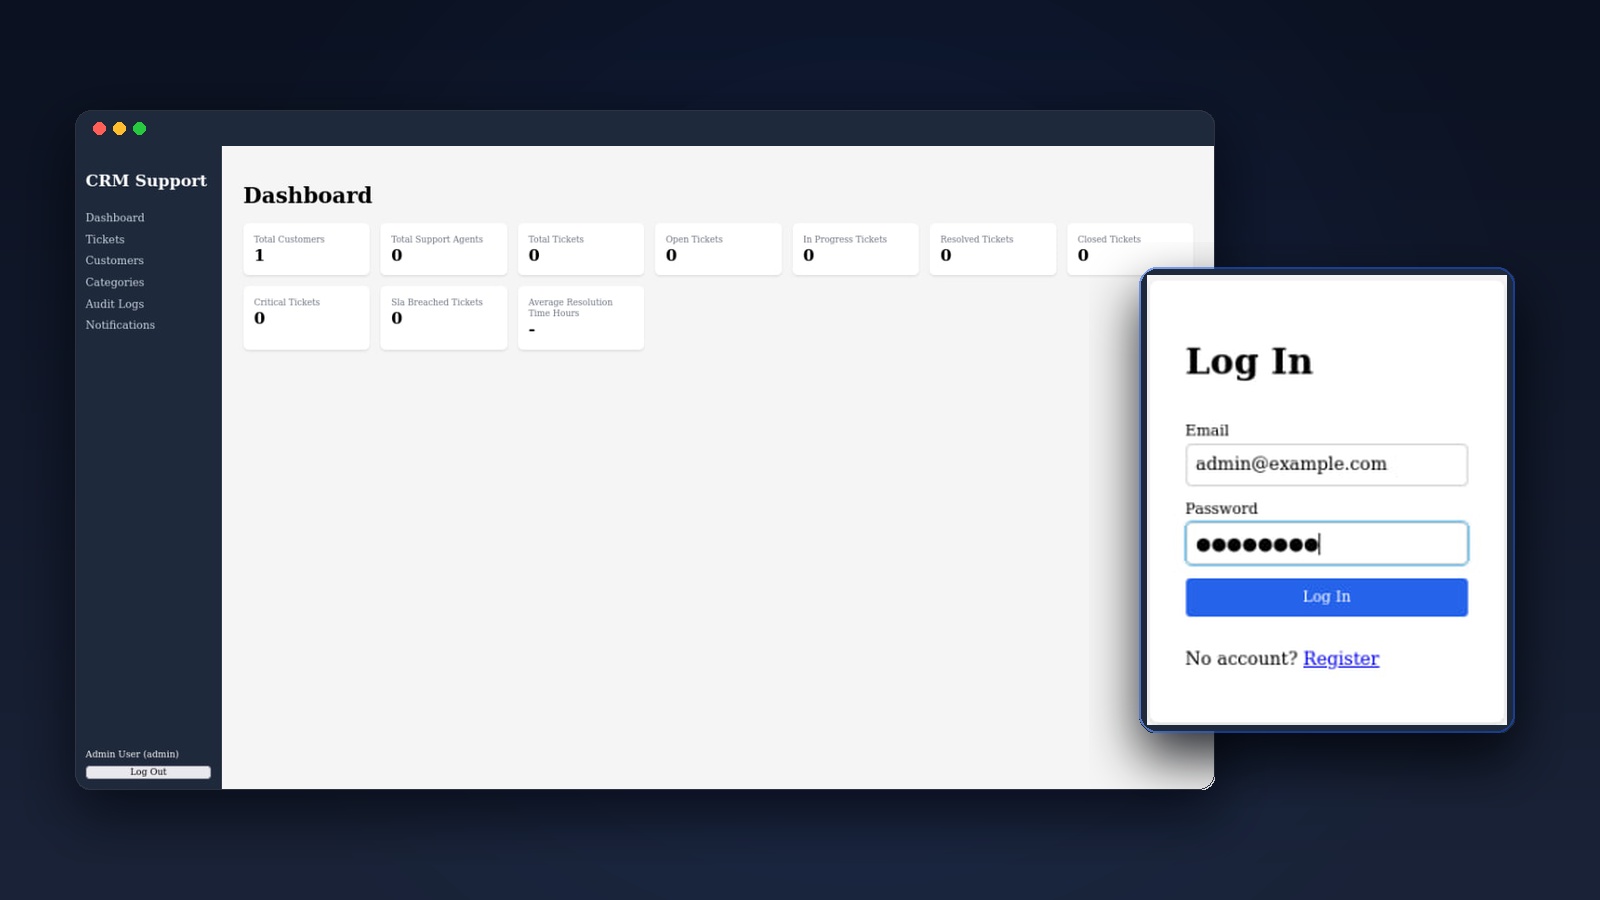 CRM Support
Dashboard
Tickets
Customers
Categories
Audit Logs
Notifications
Admin User (admin)
Log Out
Dashboard
Total Customers
1
Total Support Agents
0
Total Tickets
0
Open Tickets
0
In Progress Tickets
0
Resolved Tickets
0
Closed Tickets
0
Critical Tickets
0
Sla Breached Tickets
0
Average Resolution
Time Hours
-
Log In
Email
admin@example.com
Password
●●●●●●●●
Log In
No account? Register